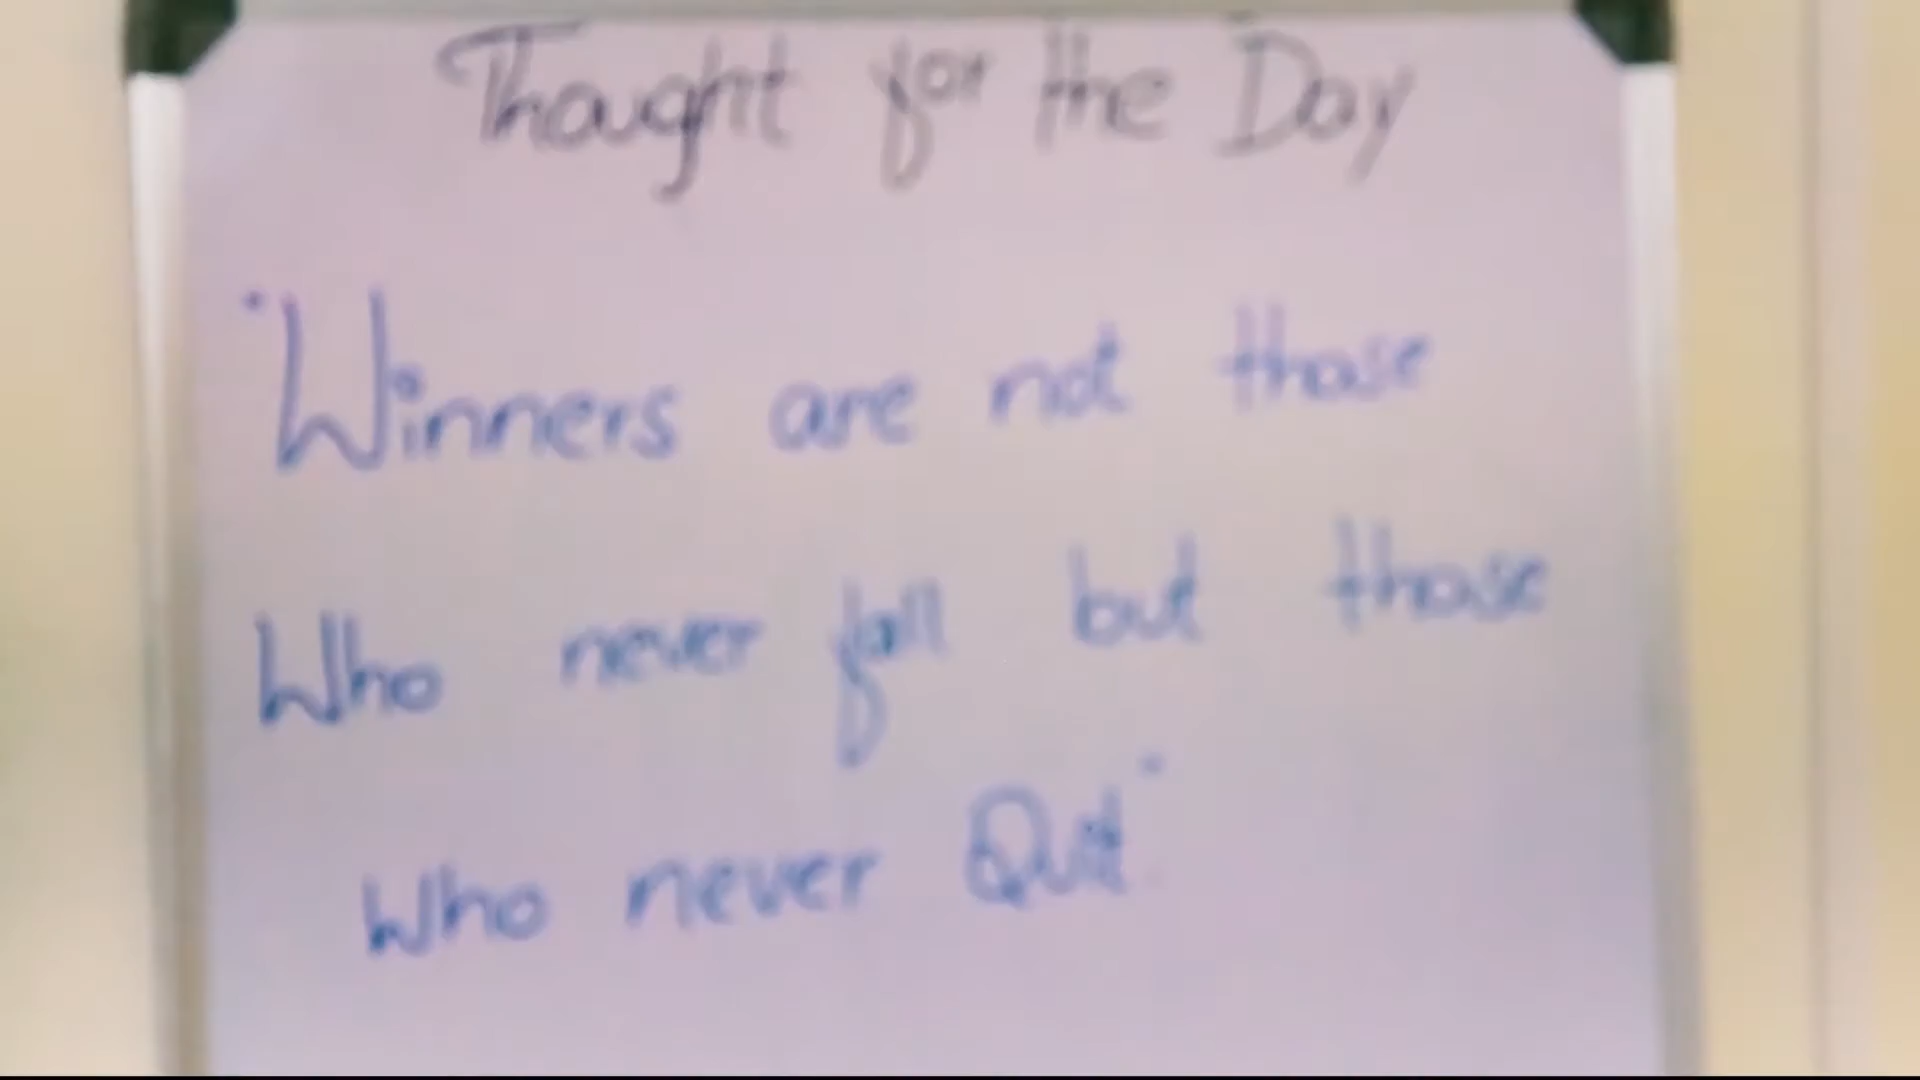 Thought for the Day
"Winners are not those
Who never fall but those
Who never Quit"